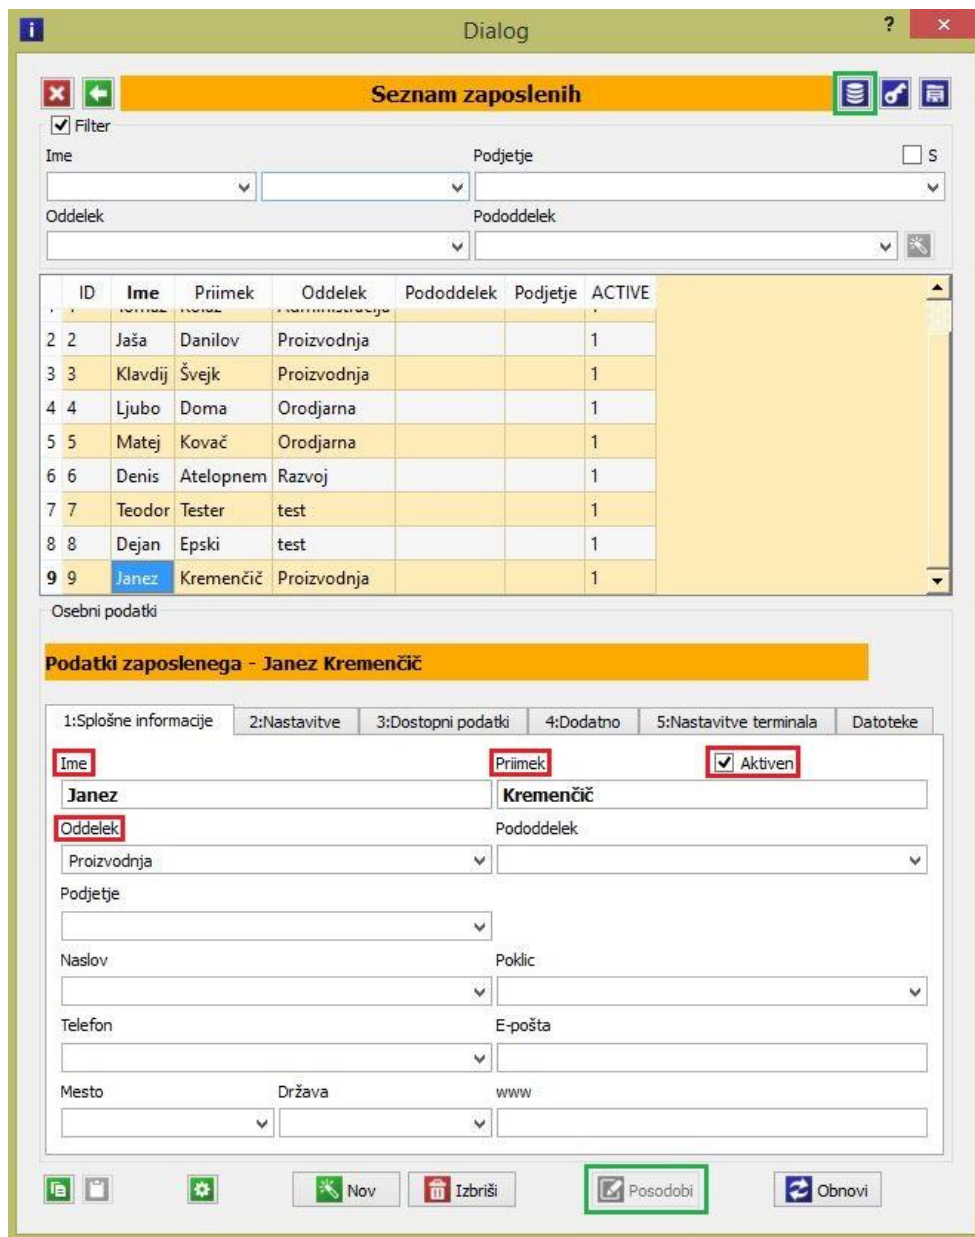 Dialog ?
Seznam zaposlenih
Filter
Ime Podjetje S
Oddelek Pododdelek
ID Ime Priimek Oddelek Pododdelek Podjetje ACTIVE
2 2 Jaša Danilov Proizvodnja 1
3 3 Klavdij Švejk Proizvodnja 1
4 4 Ljubo Doma Orodjarna 1
5 5 Matej Kovač Orodjarna 1
6 6 Denis Atelopnem Razvoj 1
7 7 Teodor Tester test 1
8 8 Dejan Epski test 1
9 9 Janez Kremenčič Proizvodnja 1
Osebni podatki
Podatki zaposlenega - Janez Kremenčič
1:Splošne informacije 2:Nastavitve 3:Dostopni podatki 4:Dodatno 5:Nastavitve terminala Datoteke
Ime Priimek Aktiven
Janez Kremenčič
Oddelek Pododdelek
Proizvodnja
Podjetje
Naslov Poklic
Telefon E-pošta
Mesto Država www
Nov Izbriši Posodobi Obnovi